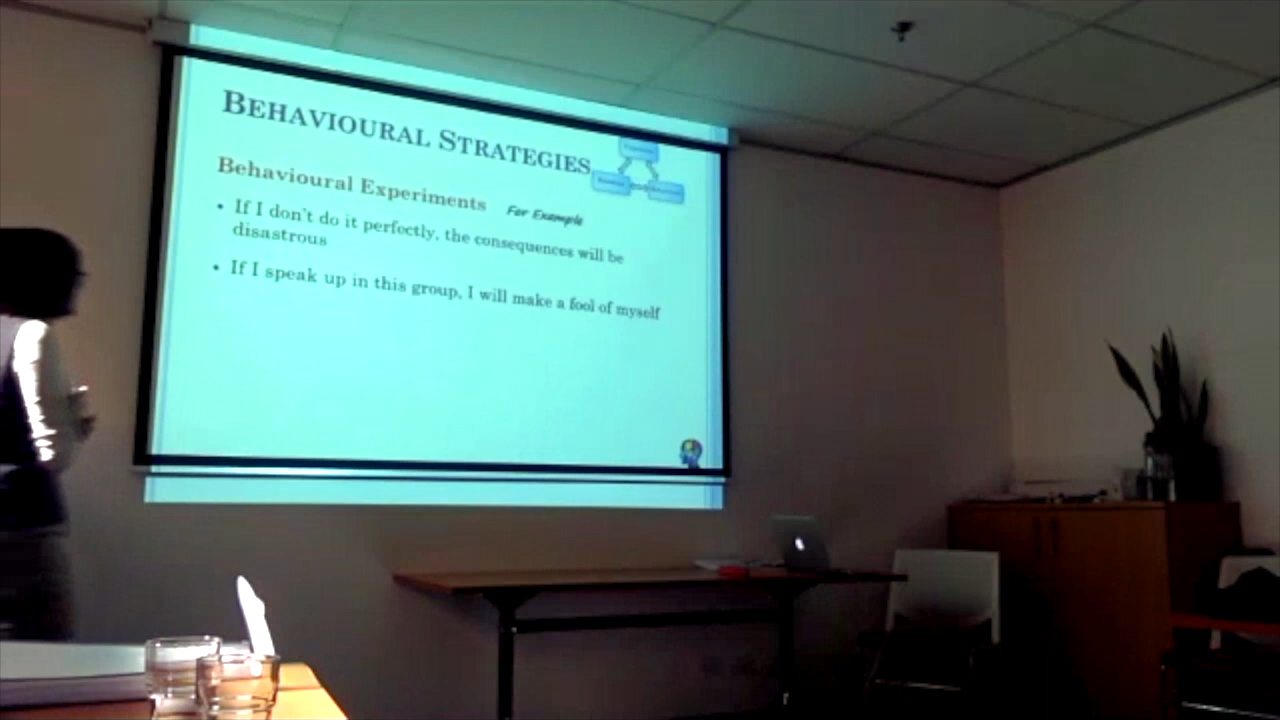 BEHAVIOURAL STRATEGIES
Behavioural Experiments For Example
• If I don't do it perfectly, the consequences will be
disastrous
• If I speak up in this group, I will make a fool of myself